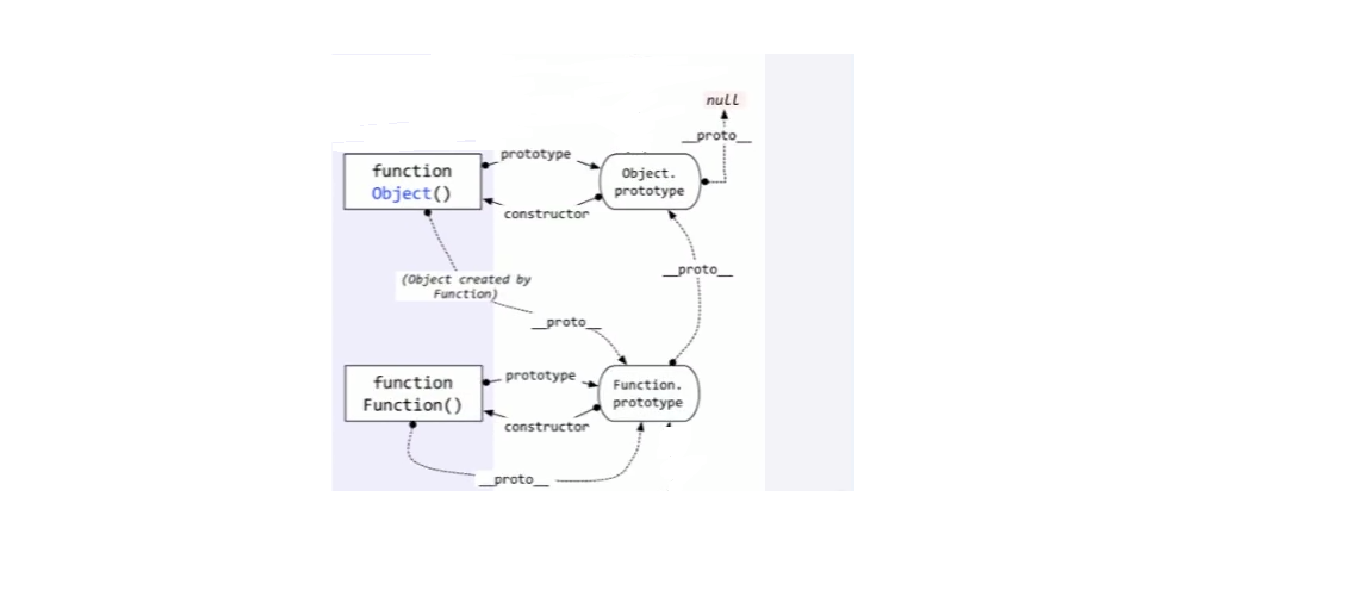 null
__proto__
prototype
function
Object()
Object.
prototype
constructor
__proto__
(Object created by
Function)
__proto__
prototype
function
Function()
Function.
prototype
constructor
__proto__